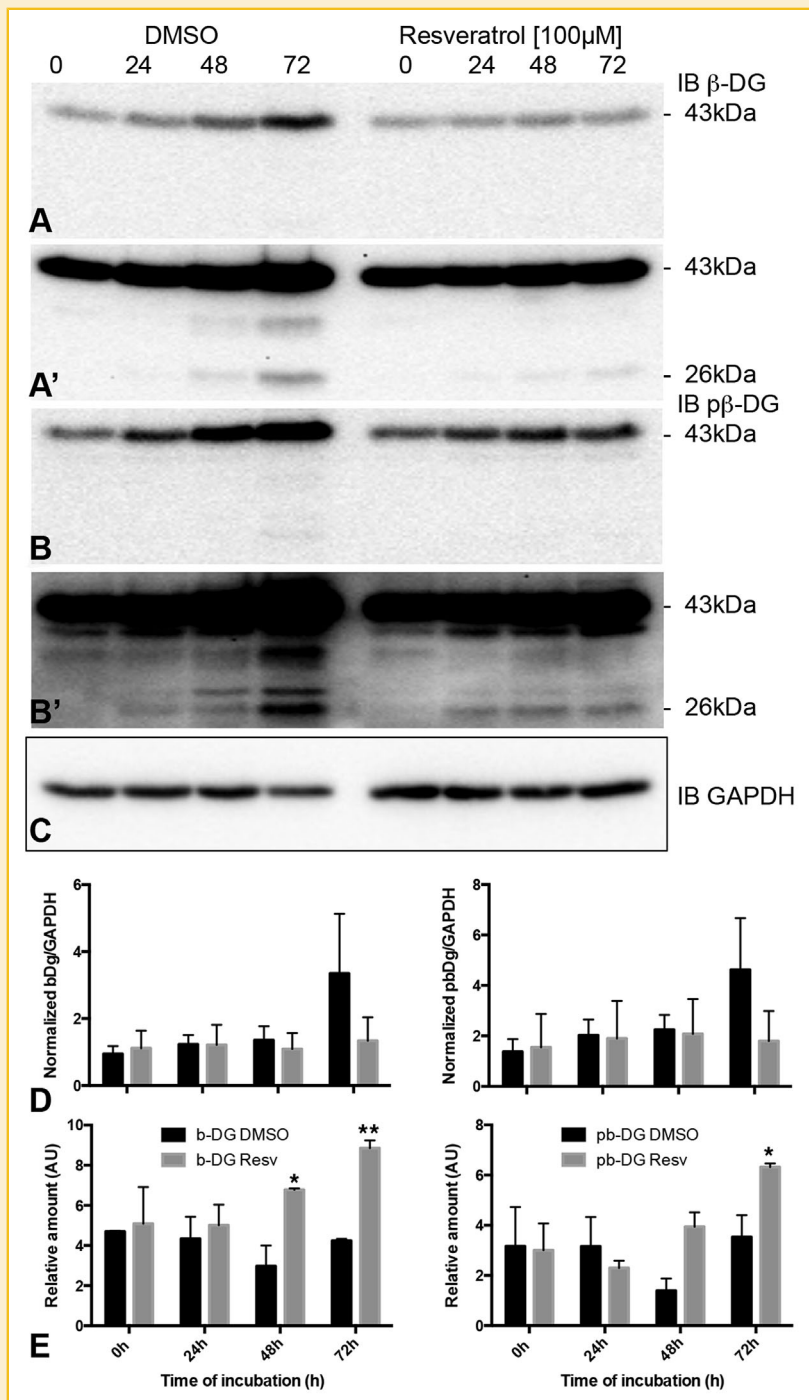 DMSO Resveratrol [100µM]
0 24 48 72 0 24 48 72
IB β-DG
- 43kDa
A
- 43kDa
- 26kDa
A'
IB pβ-DG
- 43kDa
B
- 43kDa
- 26kDa
B'
IB GAPDH
C
Normalized bDg/GAPDH
6
4
2
0
Normalized pbDg/GAPDH
8
6
4
2
0
D
Relative amount (AU)
10
8
6
4
2
0
b-DG DMSO
b-DG Resv
*
**
0h 24h 48h 72h
Time of incubation (h)
Relative amount (AU)
8
6
4
2
0
pb-DG DMSO
pb-DG Resv
*
0h 24h 48h 72h
Time of incubation (h)
E